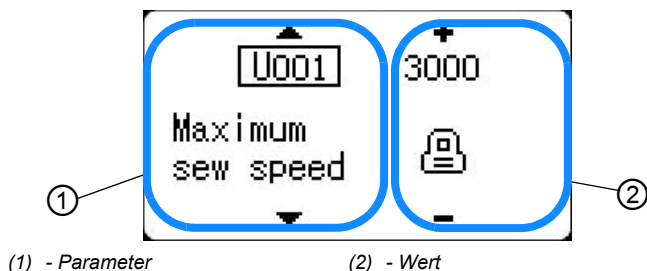 U001 3000
Maximum
sew speed
1 2
(1) - Parameter (2) - Wert